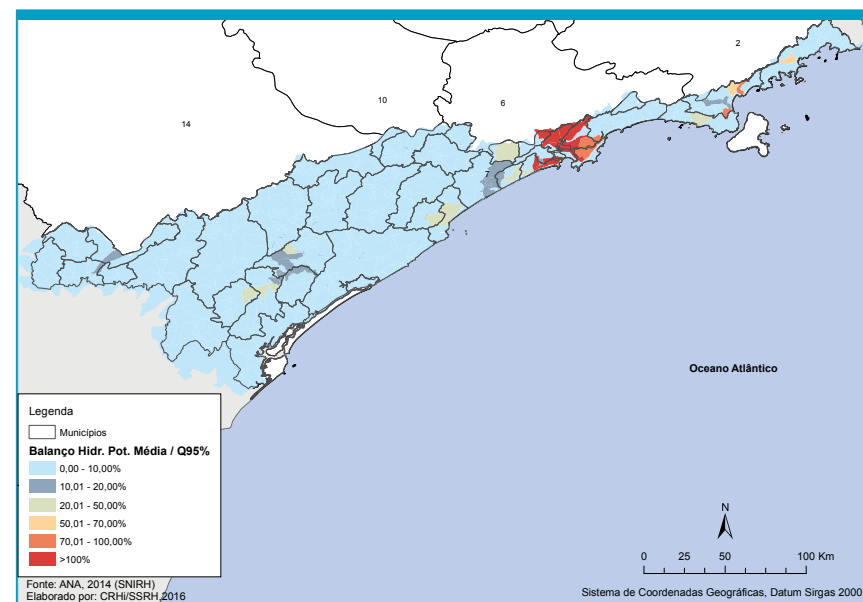 2
10
6
14
7
Oceano Atlântico
Legenda
Municípios
Balanço Hidr. Pot. Média / Q95%
0,00 - 10,00%
10,01 - 20,00%
20,01 - 50,00%
50,01 - 70,00%
70,01 - 100,00%
>100%
N
0 25 50 100 Km
Fonte: ANA, 2014 (SNIRH)
Elaborado por: CRHi/SSRH,2016
Sistema de Coordenadas Geográficas, Datum Sirgas 2000